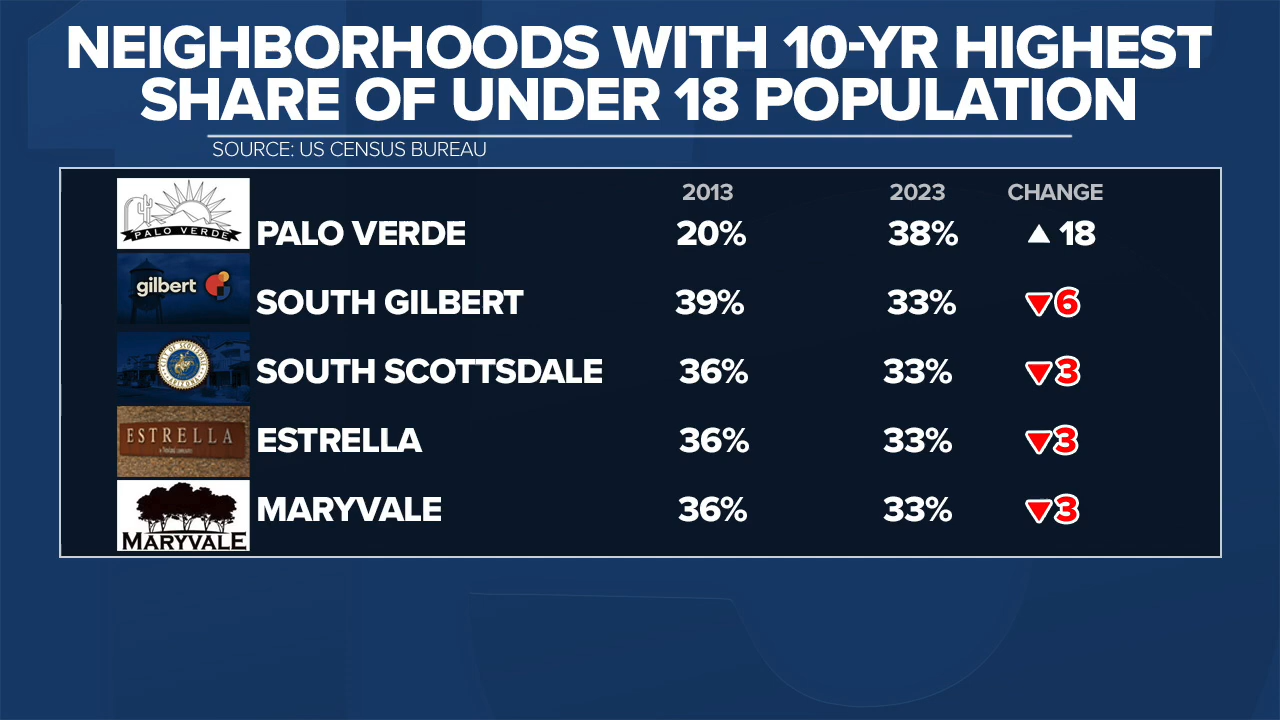 NEIGHBORHOODS WITH 10-YR HIGHEST
SHARE OF UNDER 18 POPULATION
SOURCE: US CENSUS BUREAU
2013 2023 CHANGE
PALO VERDE
PALO VERDE 20% 38% ▲ 18
gilbert
SOUTH GILBERT 39% 33% ▼6
SOUTH SCOTTSDALE 36% 33% ▼3
ESTRELLA
ESTRELLA 36% 33% ▼3
MARYVALE 36% 33% ▼3
MARYVALE